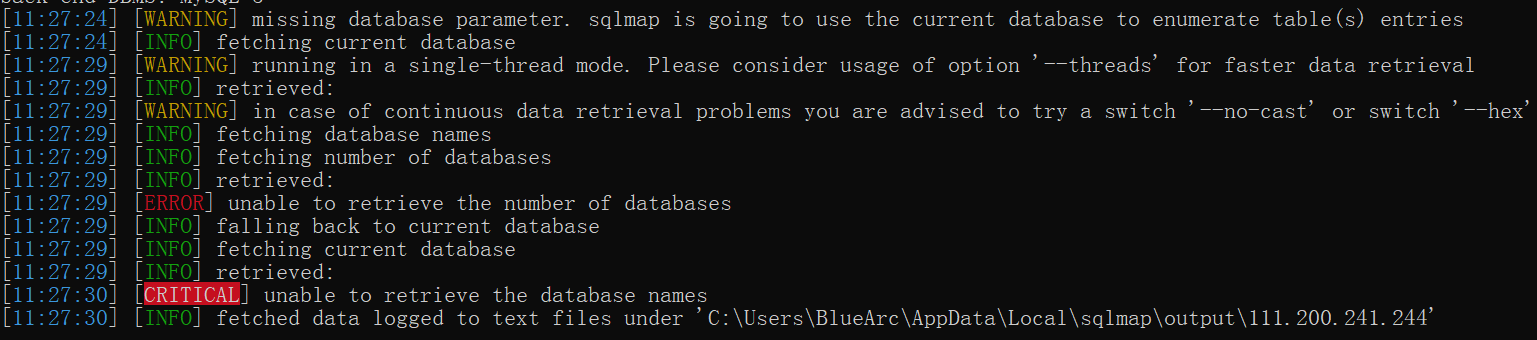 back-end DBMS: MySQL 8
[11:27:24] [WARNING] missing database parameter. sqlmap is going to use the current database to enumerate table(s) entries
[11:27:24] [INFO] fetching current database
[11:27:29] [WARNING] running in a single-thread mode. Please consider usage of option '--threads' for faster data retrieval
[11:27:29] [INFO] retrieved:
[11:27:29] [WARNING] in case of continuous data retrieval problems you are advised to try a switch '--no-cast' or switch '--hex'
[11:27:29] [INFO] fetching database names
[11:27:29] [INFO] fetching number of databases
[11:27:29] [INFO] retrieved:
[11:27:29] [ERROR] unable to retrieve the number of databases
[11:27:29] [INFO] falling back to current database
[11:27:29] [INFO] fetching current database
[11:27:29] [INFO] retrieved:
[11:27:30] [CRITICAL] unable to retrieve the database names
[11:27:30] [INFO] fetched data logged to text files under 'C:\Users\BlueArc\AppData\Local\sqlmap\output\111.200.241.244'